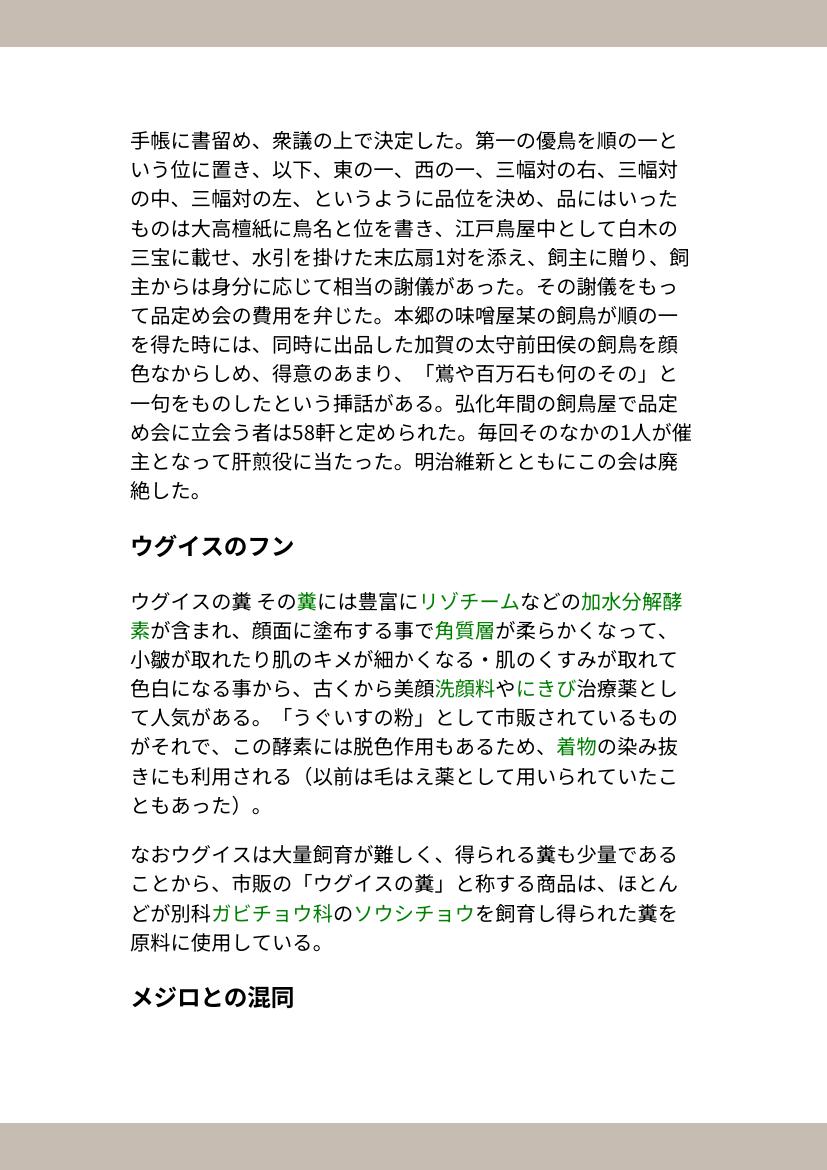 手帳に書留め、衆議の上で決定した。第一の優鳥を順の一と
いう位に置き、以下、東の一、西の一、三幅対の右、三幅対
の中、三幅対の左、というように品位を決め、品にはいった
ものは大高檀紙に鳥名と位を書き、江戸鳥屋中として白木の
三宝に載せ、水引を掛けた末広扇1対を添え、飼主に贈り、飼
主からは身分に応じて相当の謝儀があった。その謝儀をもっ
て品定め会の費用を弁じた。本郷の味噌屋某の飼鳥が順の一
を得た時には、同時に出品した加賀の太守前田侯の飼鳥を顔
色なからしめ、得意のあまり、「鴬や百万石も何のその」と
一句をものしたという挿話がある。弘化年間の飼鳥屋で品定
め会に立会う者は58軒と定められた。毎回そのなかの1人が催
主となって肝煎役に当たった。明治維新とともにこの会は廃
絶した。
ウグイスのフン
ウグイスの糞 その糞には豊富にリゾチームなどの加水分解酵
素が含まれ、顔面に塗布する事で角質層が柔らかくなって、
小皺が取れたり肌のキメが細かくなる・肌のくすみが取れて
色白になる事から、古くから美顔洗顔料やにきび治療薬とし
て人気がある。「うぐいすの粉」として市販されているもの
がそれで、この酵素には脱色作用もあるため、着物の染み抜
きにも利用される（以前は毛はえ薬として用いられていたこ
ともあった）。
なおウグイスは大量飼育が難しく、得られる糞も少量である
ことから、市販の「ウグイスの糞」と称する商品は、ほとん
どが別科ガビチョウ科のソウシチョウを飼育し得られた糞を
原料に使用している。
メジロとの混同